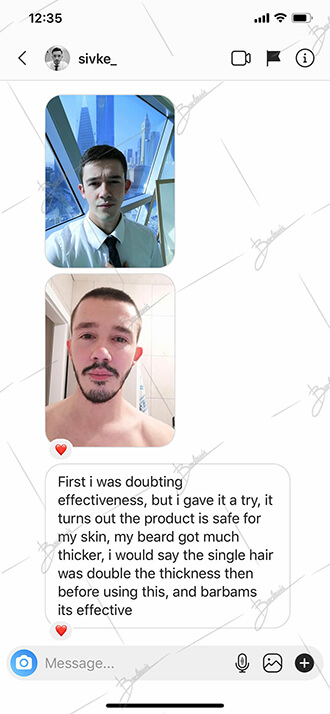 12:35
sivke_
First i was doubting
effectiveness, but i gave it a try, it
turns out the product is safe for
my skin, my beard got much
thicker, i would say the single hair
was double the thickness then
before using this, and barbams
its effective
Message...